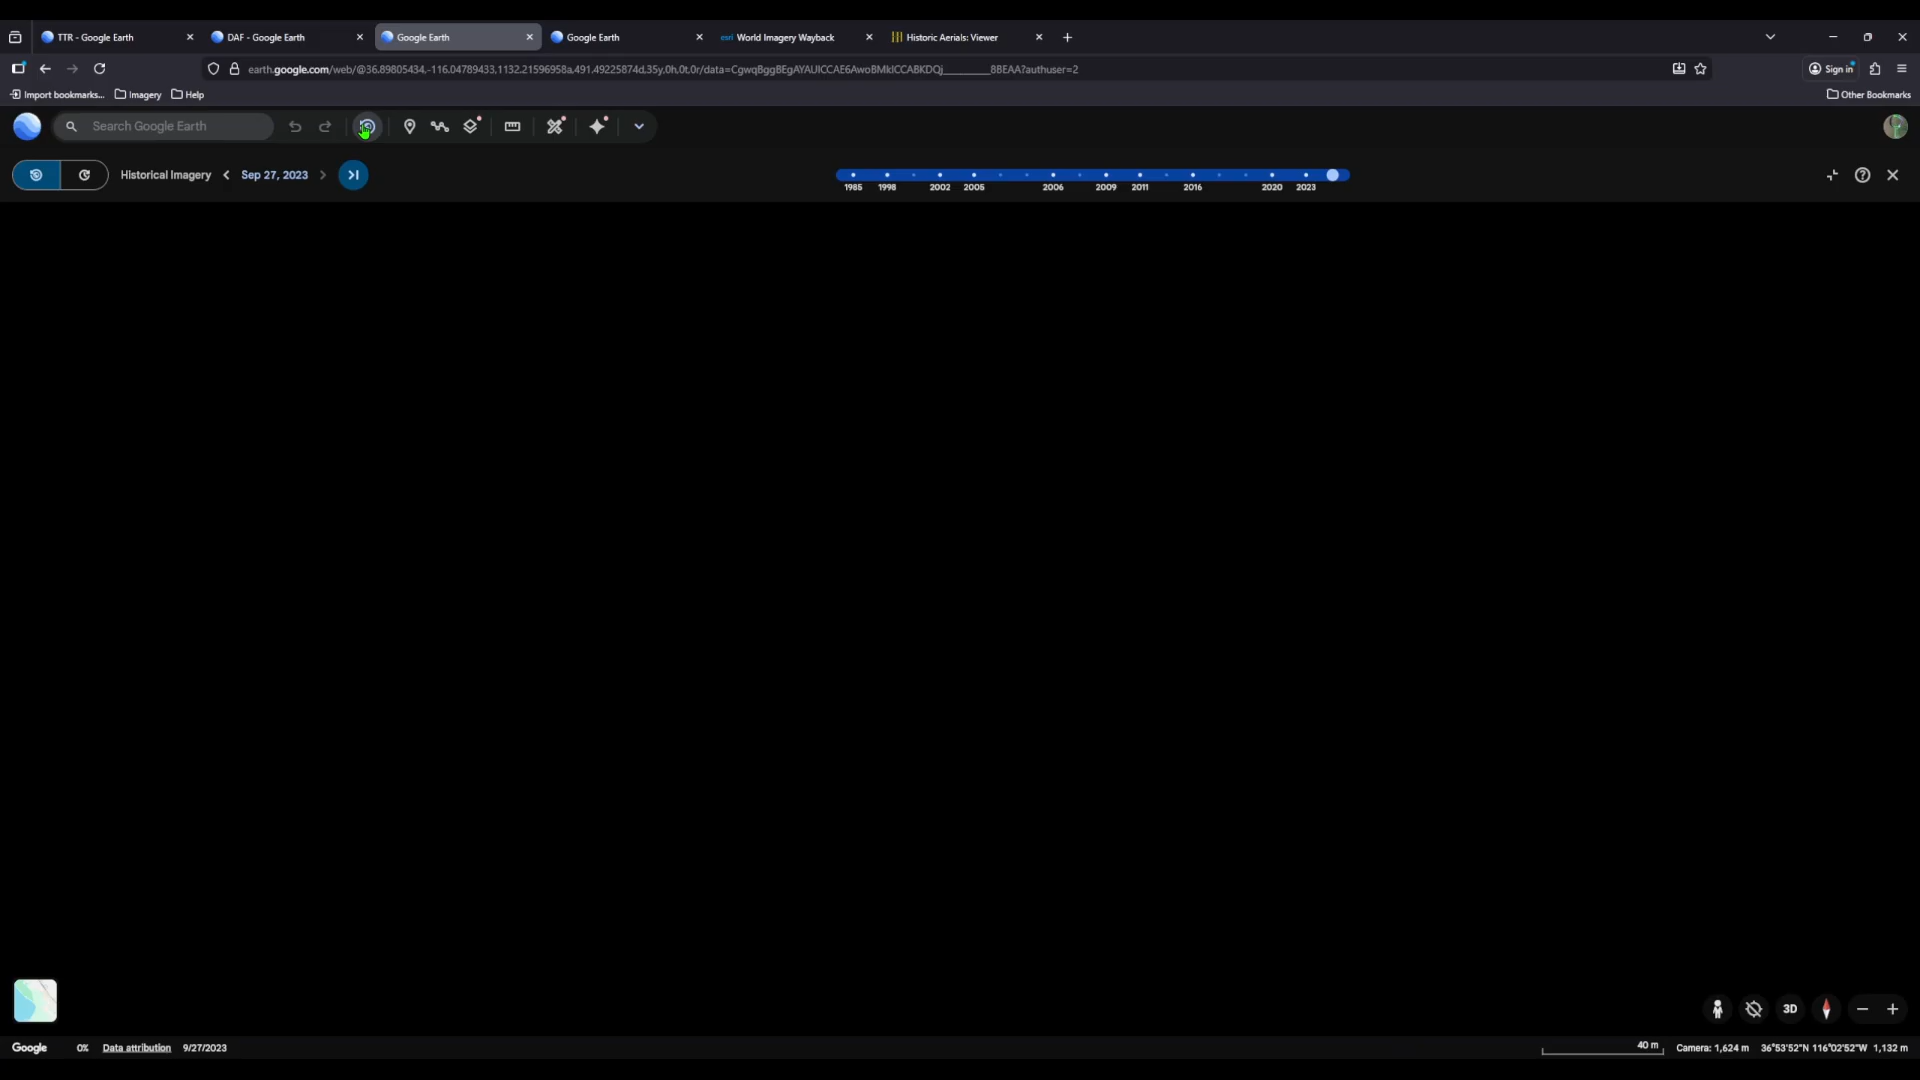 TTR - Google Earth
DAF - Google Earth
Google Earth
Google Earth
esri World Imagery Wayback
Historic Aerials: Viewer
earth.google.com/web/@36.89805434,-116.04789433,1132.21596958a,491.49225874d,35y,0h,0t,0r/data=CgwqBggBEgAYAUICCAE6AwoBMkICCABKDQj___________8BEAA?authuser=2
Sign in
Import bookmarks...
Imagery
Help
Other Bookmarks
Search Google Earth
Historical Imagery
Sep 27, 2023
1985 1998 2002 2005 2006 2009 2011 2016 2020 2023
3D
Google
0%
Data attribution
9/27/2023
40 m
Camera: 1,624 m
36°53'52"N 116°02'52"W
1,132 m